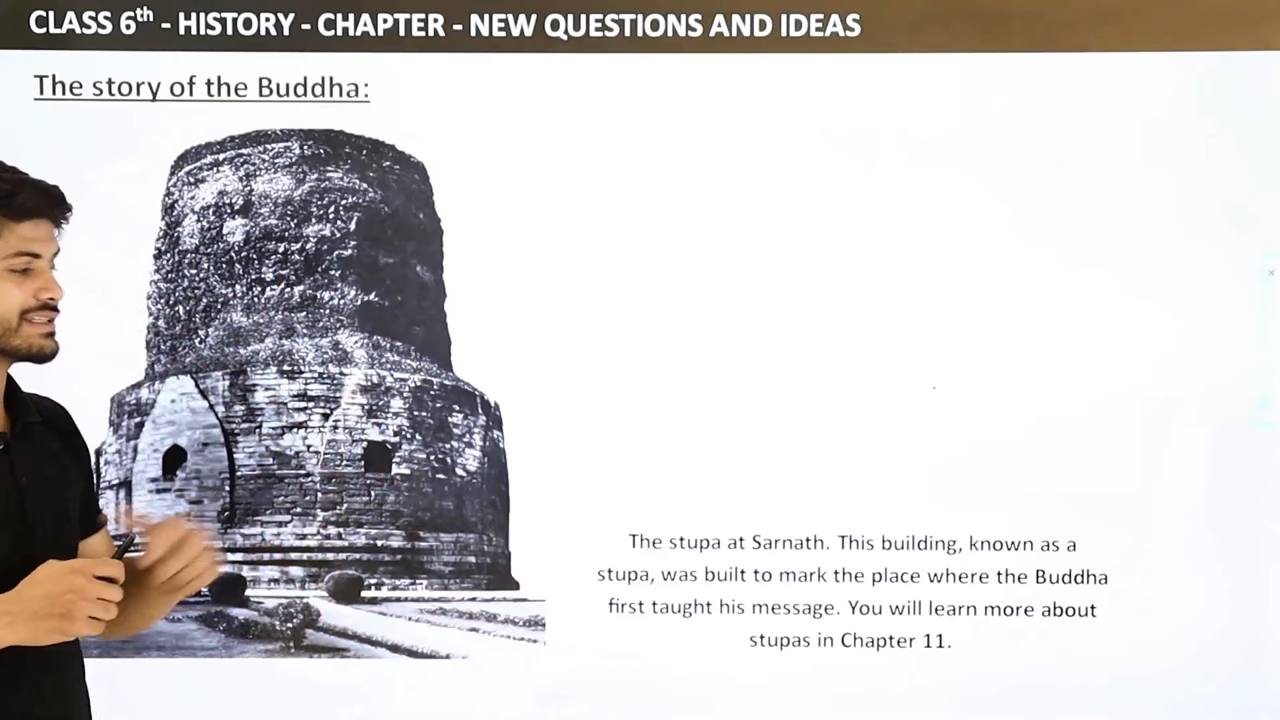 CLASS 6th - HISTORY - CHAPTER - NEW QUESTIONS AND IDEAS
The story of the Buddha:
The stupa at Sarnath. This building, known as a
stupa, was built to mark the place where the Buddha
first taught his message. You will learn more about
stupas in Chapter 11.